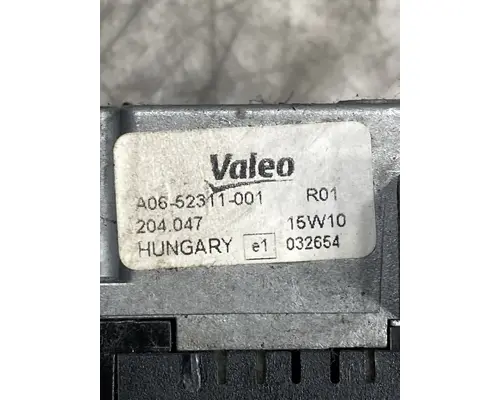 Valeo
A06-52311-001 R01
204.047 15W10
HUNGARY e1 032654